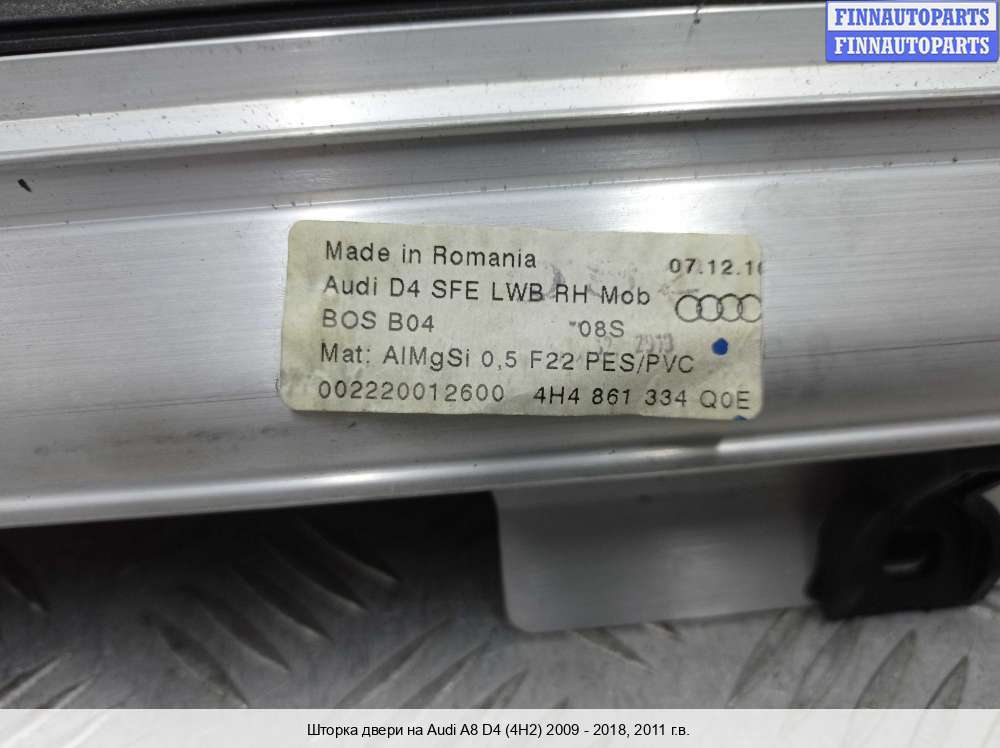 FINNAUTOPARTS
FINNAUTOPARTS
Made in Romania 07.12.10
Audi D4 SFE LWB RH Mob
BOS B04 08S
Mat: AlMgSi 0,5 F22 PES/PVC
002220012600 4H4 861 334 Q0E
Шторка двери на Audi A8 D4 (4H2) 2009 - 2018, 2011 г.в.